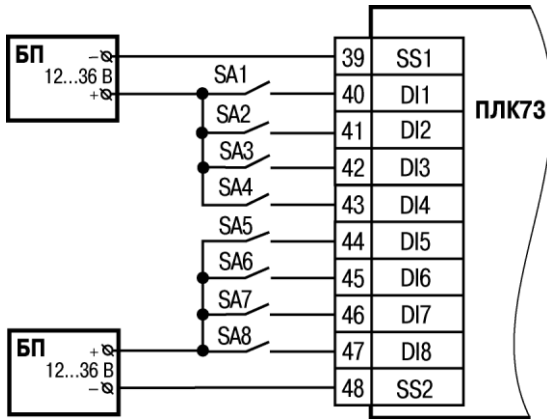 БП
12...36 В
−
+
SA1
SA2
SA3
SA4
SA5
SA6
SA7
SA8
БП
12...36 В
+
−
39 SS1
40 DI1
41 DI2
42 DI3
43 DI4
44 DI5
45 DI6
46 DI7
47 DI8
48 SS2
ПЛК73